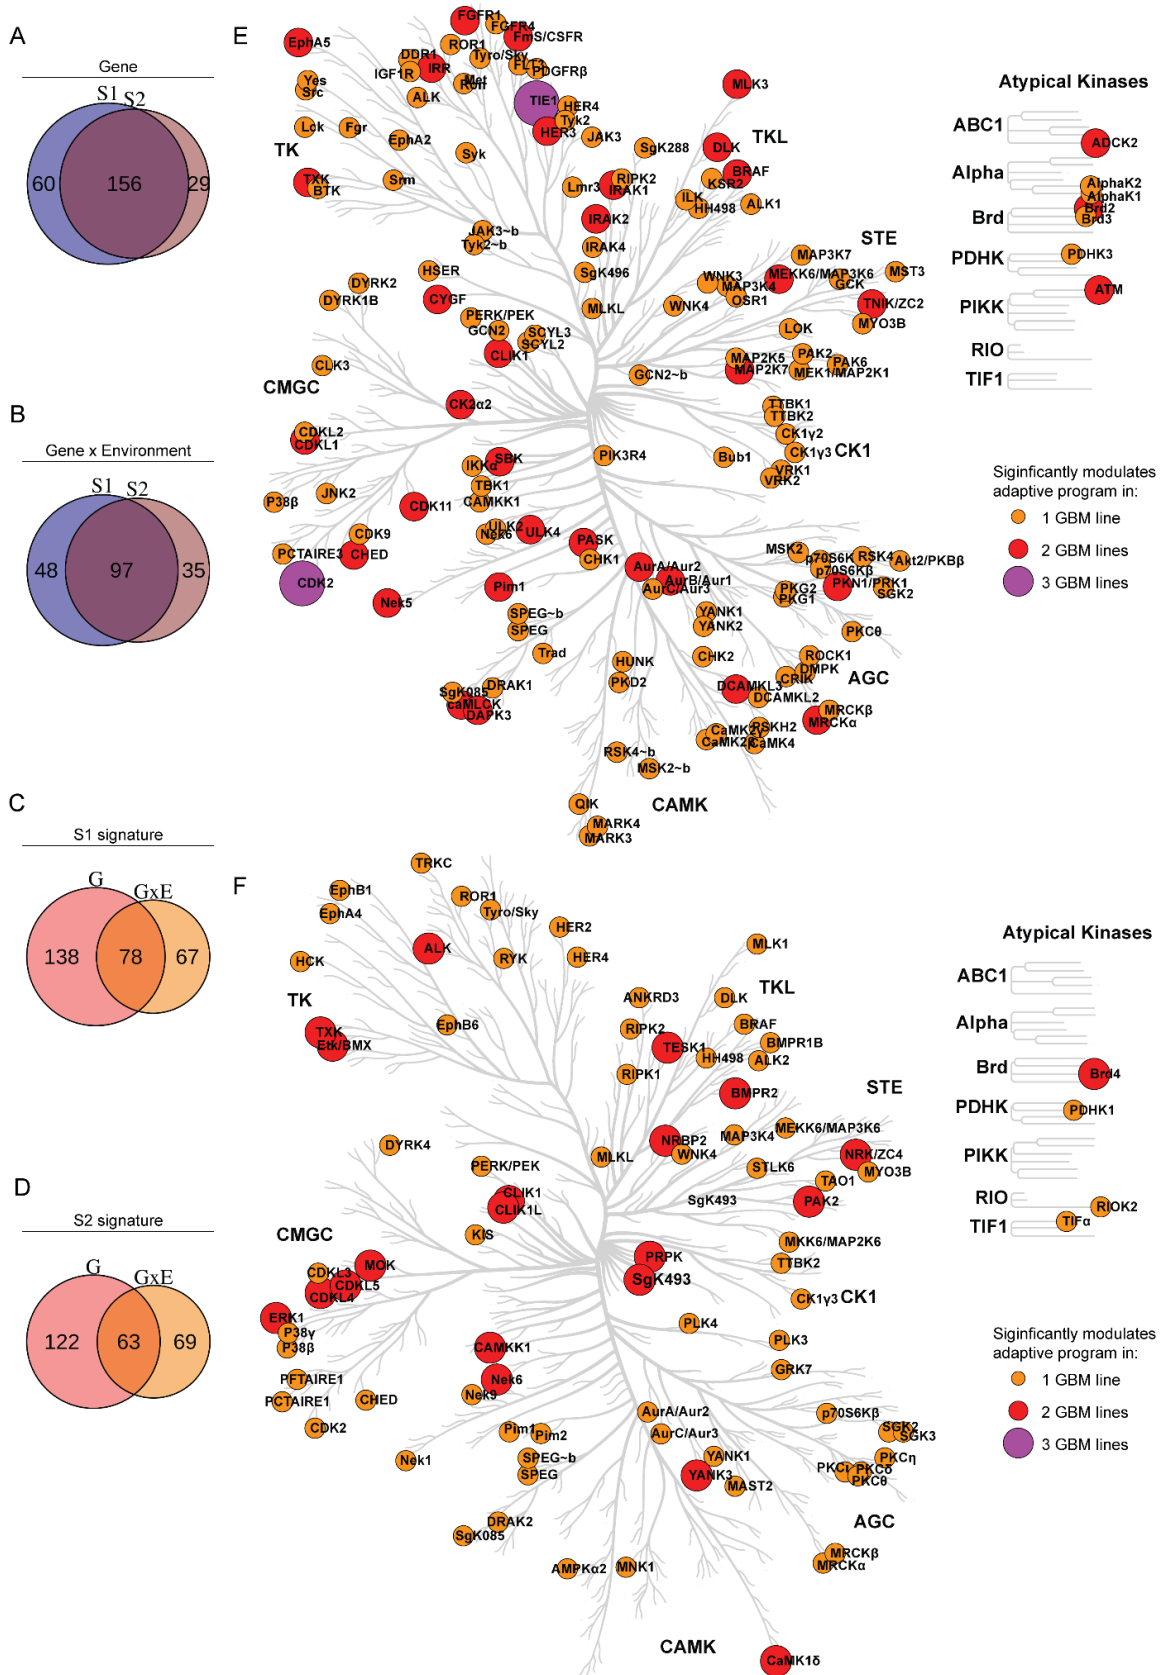 A
Gene
S1 S2
60
156
29
B
Gene x Environment
S1
S2
48
97
35
C
S1 signature
G
GxE
138
78
67
D
S2 signature
G
GxE
122
63
69
E
FGFR1
FGFR4
EphA5
FmS/CSFR
ROR1
DDR1
Tyro/Sky
FLT3
IRR
IGF1R
PDGFRβ
Met
Yes
Src
ALK
TIE1
HER4
Tyk2
MLK3
Lck
Fgr
HER3
JAK3
EphA2
TK
Syk
SgK288
TKL
DLK
TXK
BTK
Srm
Lmr3
RIPK2
IRAK1
BRAF
KSR2
ILK
HH498
ALK1
IRAK2
JAK3~b
Tyk2~b
IRAK4
STE
MAP3K7
HSER
SgK496
WNK3
MEKK6/MAP3K6
MST3
DYRK2
GCK
MAP3K4
DYRK1B
CYGF
OSR1
TNIK/ZC2
MLKL
WNK4
PERK/PEK
MYO3B
GCN2
SCYL3
LOK
SCYL2
CLIK1
MAP2K5
PAK2
CLK3
MAP2K7
PAK6
GCN2~b
MEK1/MAP2K1
CMGC
CK2α2
TTBK1
TTBK2
CDKL2
CDKL1
CK1γ2
CK1γ3
CK1
PIK3R4
Bub1
SBK
IKKα
VRK1
VRK2
TBK1
P38β
JNK2
CDK11
CAMKK1
ULK2
ULK4
Nek6
CDK9
PASK
MSK2
PCTAIRE3
CHED
CHK1
p70S6K
RSK4
Akt2/PKBβ
AurA/Aur2
p70S6Kβ
CDK2
AurB/Aur1
PKN1/PRK1
Pim1
AurC/Aur3
PKG2
SGK2
Nek5
PKG1
SPEG~b
YANK1
SPEG
YANK2
PKCθ
Trad
CHK2
ROCK1
HUNK
DMPK
CRIK
AGC
PKD2
DCAMKL3
DRAK1
SgK085
DCAMKL2
caMLCK
MRCKβ
DAPK3
MRCKα
RSKH2
CaMK2γ
CaMK2β
CaMK4
RSK4~b
MSK2~b
QIK
CAMK
MARK4
MARK3
Atypical Kinases
ABC1
ADCK2
Alpha
AlphaK2
AlphaK1
Brd
Brd2
Brd3
PDHK
PDHK3
PIKK
ATM
RIO
TIF1
Siginficantly modulates
adaptive program in:
1 GBM line
2 GBM lines
3 GBM lines
F
TRKC
EphB1
ROR1
EphA4
Tyro/Sky
HER2
ALK
MLK1
HCK
RYK
HER4
TKL
TK
ANKRD3
DLK
TXK
EphB6
RIPK2
BRAF
Etk/BMX
TESK1
BMPR1B
HH498
ALK2
RIPK1
STE
BMPR2
MEKK6/MAP3K6
NRBP2
MAP3K4
DYRK4
WNK4
NRK/ZC4
MLKL
STLK6
MYO3B
PERK/PEK
TAO1
CLIK1
CLIK1L
SgK493
PAK2
CMGC
KIS
MKK6/MAP2K6
PRPK
MOK
TTBK2
CDKL3
SgK493
CDKL5
CDKL4
CK1γ3
CK1
ERK1
P38γ
PLK4
P38β
CAMKK1
PLK3
GRK7
PFTAIRE1
Nek6
PCTAIRE1
CHED
Nek9
AurA/Aur2
p70S6Kβ
CDK2
Pim1
Pim2
AurC/Aur3
SGK2
SGK3
Nek1
SPEG~b
YANK1
PKCη
SPEG
YANK3
PKCι
PKCδ
MAST2
PKCθ
DRAK2
AGC
SgK085
MRCKβ
AMPKα2
MNK1
MRCKα
CAMK
CaMK1δ
Atypical Kinases
ABC1
Alpha
Brd
Brd4
PDHK
PDHK1
PIKK
RIO
RIOK2
TIF1
TIFα
Siginficantly modulates
adaptive program in:
1 GBM line
2 GBM lines
3 GBM lines